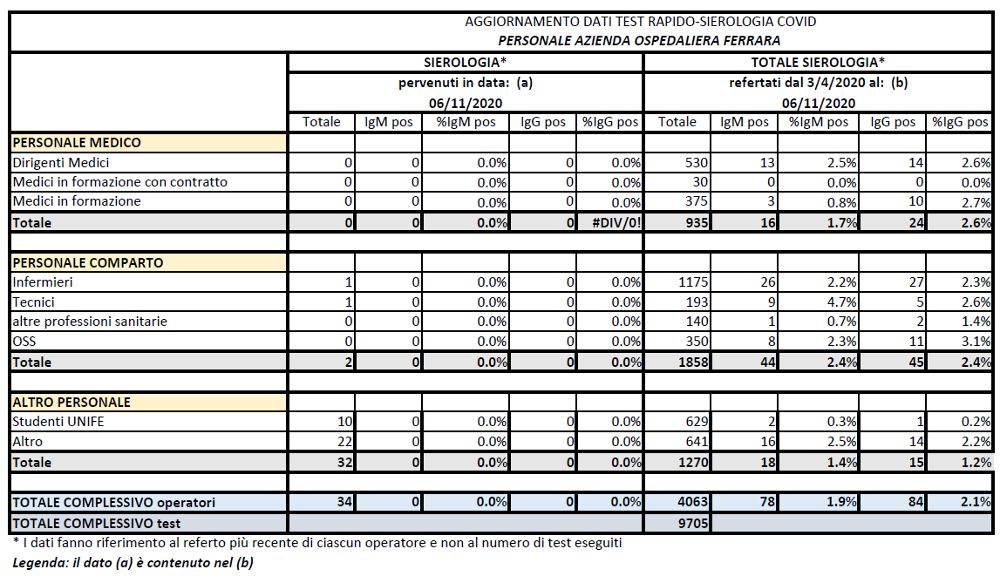 AGGIORNAMENTO DATI TEST RAPIDO-SIEROLOGIA COVID
PERSONALE AZIENDA OSPEDALIERA FERRARA
SIEROLOGIA* TOTALE SIEROLOGIA*
pervenuti in data: (a) refertati dal 3/4/2020 al: (b)
06/11/2020 06/11/2020
Totale IgM pos %IgM pos IgG pos %IgG pos Totale IgM pos %IgM pos IgG pos %IgG pos
PERSONALE MEDICO
Dirigenti Medici 0 0 0.0% 0 0.0% 530 13 2.5% 14 2.6%
Medici in formazione con contratto 0 0 0.0% 0 0.0% 30 0 0.0% 0 0.0%
Medici in formazione 0 0 0.0% 0 0.0% 375 3 0.8% 10 2.7%
Totale 0 0 0.0% 0 #DIV/0! 935 16 1.7% 24 2.6%
PERSONALE COMPARTO
Infermieri 1 0 0.0% 0 0.0% 1175 26 2.2% 27 2.3%
Tecnici 1 0 0.0% 0 0.0% 193 9 4.7% 5 2.6%
altre professioni sanitarie 0 0 0.0% 0 0.0% 140 1 0.7% 2 1.4%
OSS 0 0 0.0% 0 0.0% 350 8 2.3% 11 3.1%
Totale 2 0 0.0% 0 0.0% 1858 44 2.4% 45 2.4%
ALTRO PERSONALE
Studenti UNIFE 10 0 0.0% 0 0.0% 629 2 0.3% 1 0.2%
Altro 22 0 0.0% 0 0.0% 641 16 2.5% 14 2.2%
Totale 32 0 0.0% 0 0.0% 1270 18 1.4% 15 1.2%
TOTALE COMPLESSIVO operatori 34 0 0.0% 0 0.0% 4063 78 1.9% 84 2.1%
TOTALE COMPLESSIVO test 9705
* I dati fanno riferimento al referto più recente di ciascun operatore e non al numero di test eseguiti
Legenda: il dato (a) è contenuto nel (b)